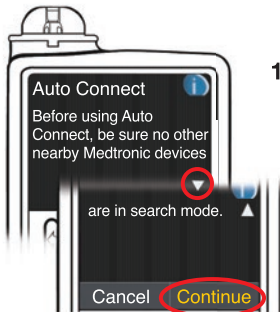 1
Auto Connect
Before using Auto
Connect, be sure no other
nearby Medtronic devices
are in search mode.
Cancel Continue